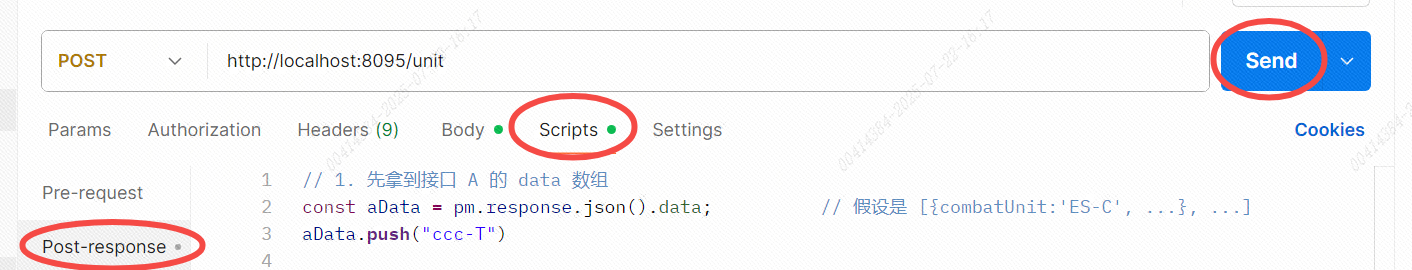 POST
http://localhost:8095/unit
Send
Params Authorization Headers (9) Body Scripts Settings Cookies
Pre-request
Post-response
1 // 1. 先拿到接口 A 的 data 数组
2 const aData = pm.response.json().data; // 假设是 [{combatUnit:'ES-C', ...}, ...]
3 aData.push("ccc-T")
4